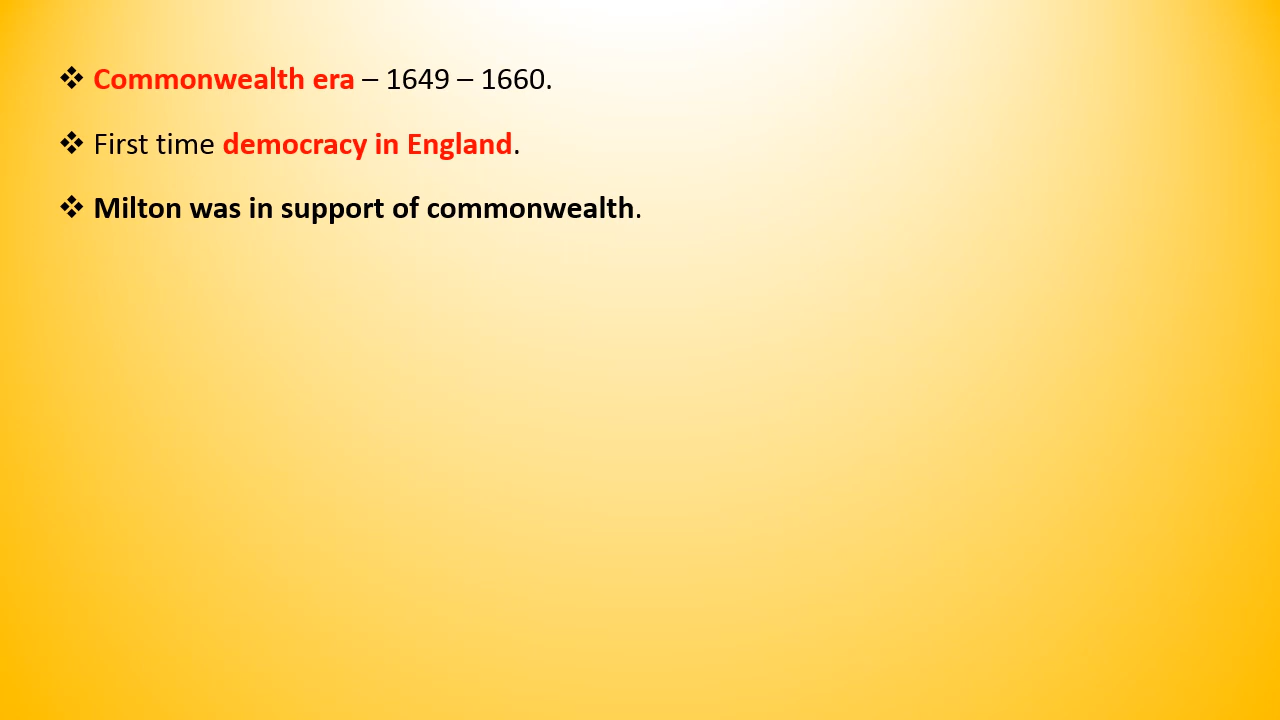 ❖ Commonwealth era – 1649 – 1660.
❖ First time democracy in England.
❖ Milton was in support of commonwealth.